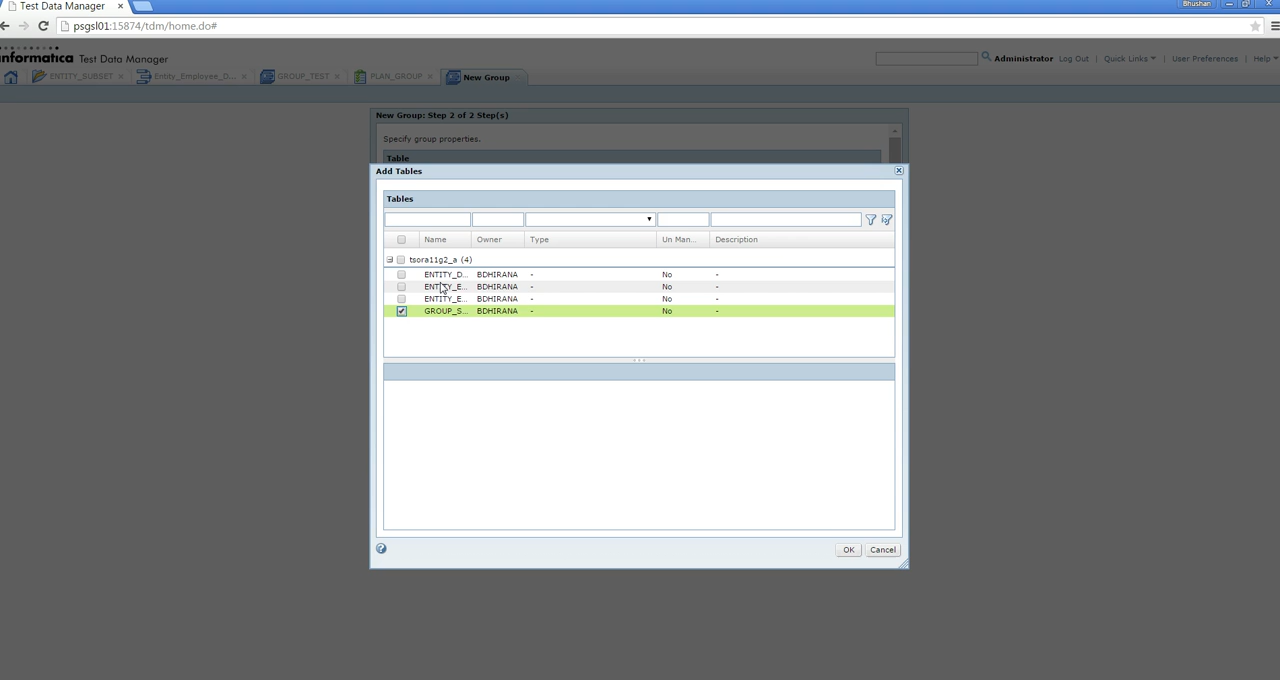 Test Data Manager ×
Bhushan
psgsl01:15874/tdm/home.do#
Informatica Test Data Manager
Administrator Log Out | Quick Links | User Preferences | Help
ENTITY_SUBSET × Entity_Employee_D... × GROUP_TEST × PLAN_GROUP × New Group
New Group: Step 2 of 2 Step(s)
Specify group properties.
Table
Add Tables
Tables
Name Owner Type Un Man... Description
tsora11g2_a (4)
ENTITY_D... BDHIRANA - No -
ENTITY_E... BDHIRANA - No -
ENTITY_E... BDHIRANA - No -
GROUP_S... BDHIRANA - No -
OK Cancel